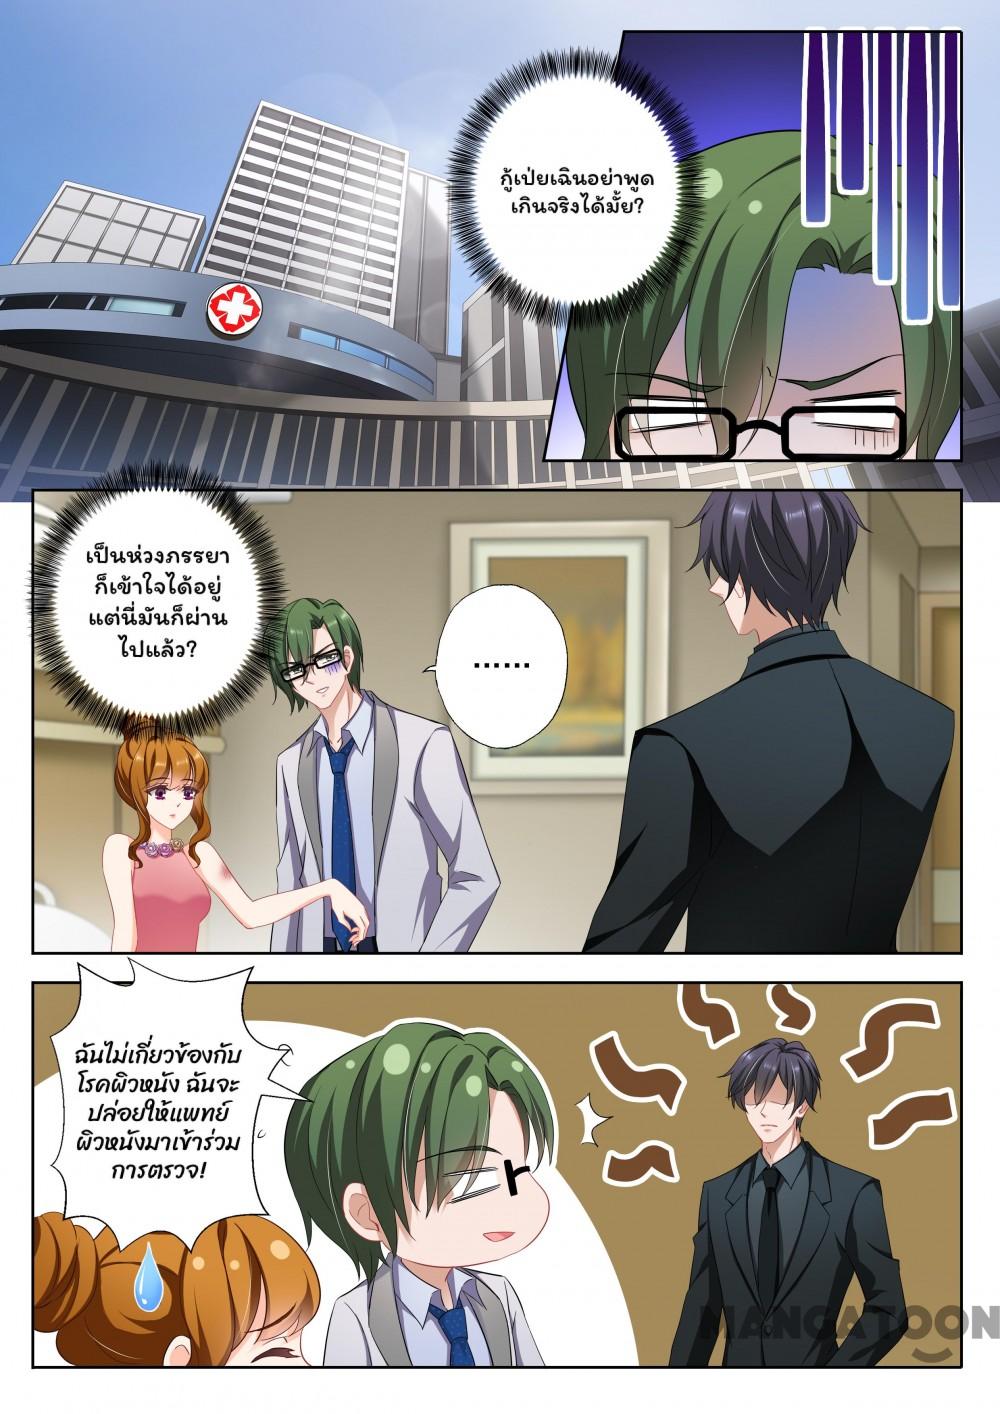 กู้เป่ยเฉินอย่าพูด
เกินจริงได้มั้ย?
เป็นห่วงภรรยา
ก็เข้าใจได้อยู่
แต่นี่มันก็ผ่าน
ไปแล้ว?
......
ฉันไม่เกี่ยวข้องกับ
โรคผิวหนัง ฉันจะ
ปล่อยให้แพทย์
ผิวหนังมาเข้าร่วม
การตรวจ!
MANGATOON